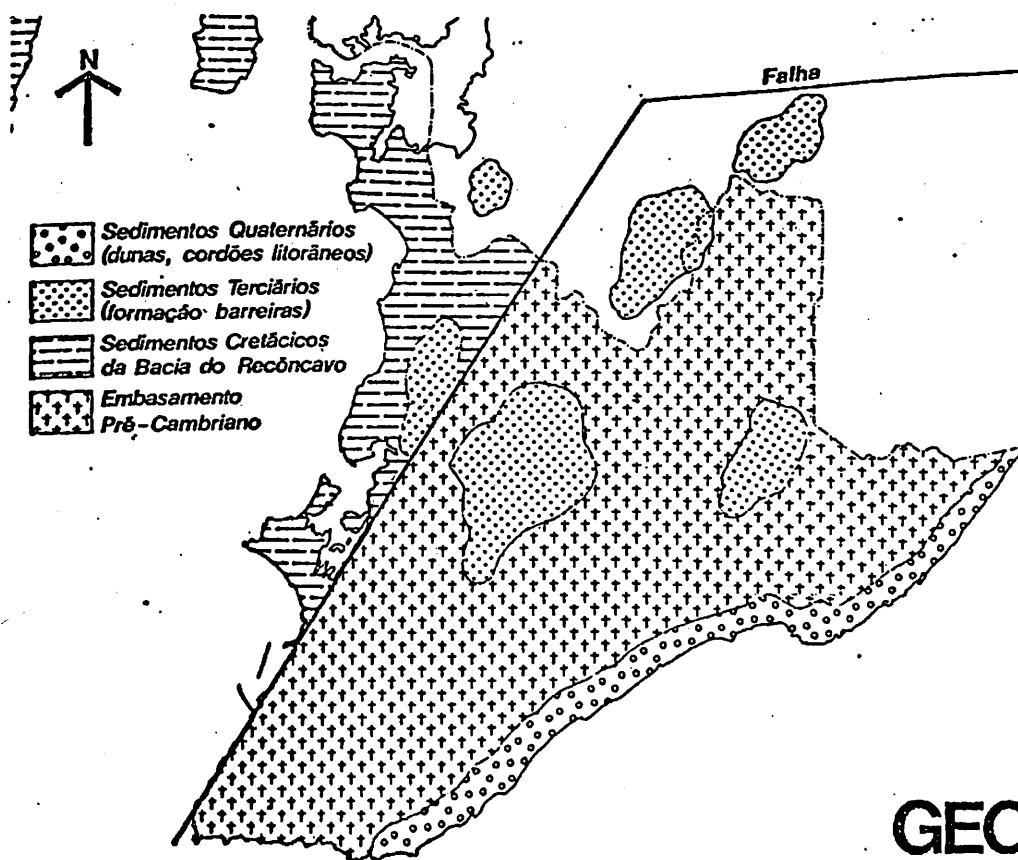 N
Falha
Sedimentos Quaternários
(dunas, cordões litorâneos)
Sedimentos Terciários
(formação barreiras)
Sedimentos Cretácicos
da Bacia do Recôncavo
Embasamento
Pré-Cambriano
GEO